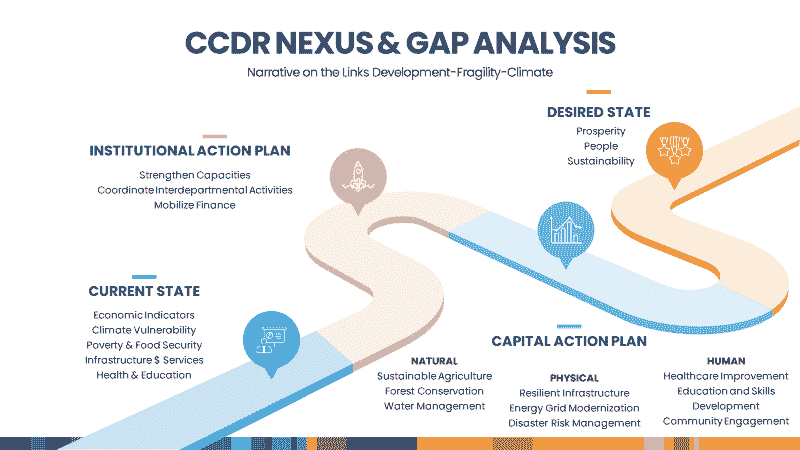 CCDR NEXUS & GAP ANALYSIS
Narrative on the Links Development-Fragility-Climate
DESIRED STATE
Prosperity
People
Sustainability
INSTITUTIONAL ACTION PLAN
Strengthen Capacities
Coordinate Interdepartmental Activities
Mobilize Finance
CURRENT STATE
Economic Indicators
Climate Vulnerability
Poverty & Food Security
Infrastructure $ Services
Health & Education
CAPITAL ACTION PLAN
NATURAL
Sustainable Agriculture
Forest Conservation
Water Management
PHYSICAL
Resilient Infrastructure
Energy Grid Modernization
Disaster Risk Management
HUMAN
Healthcare Improvement
Education and Skills
Development
Community Engagement